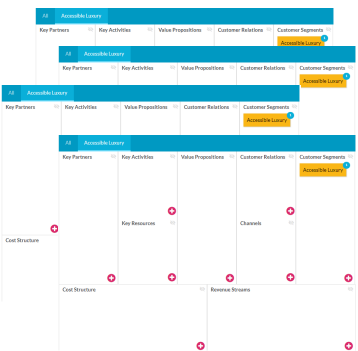 All Accessible Luxury
Key Partners Key Activities Value Propositions Customer Relations Customer Segments
Accessible Luxury
All Accessible Luxury
Key Partners Key Activities Value Propositions Customer Relations Customer Segments
Accessible Luxury
All Accessible Luxury
Key Partners Key Activities Value Propositions Customer Relations Customer Segments
Accessible Luxury
All Accessible Luxury
Key Partners Key Activities Value Propositions Customer Relations Customer Segments
Accessible Luxury
Key Resources Channels
Cost Structure
Cost Structure Revenue Streams